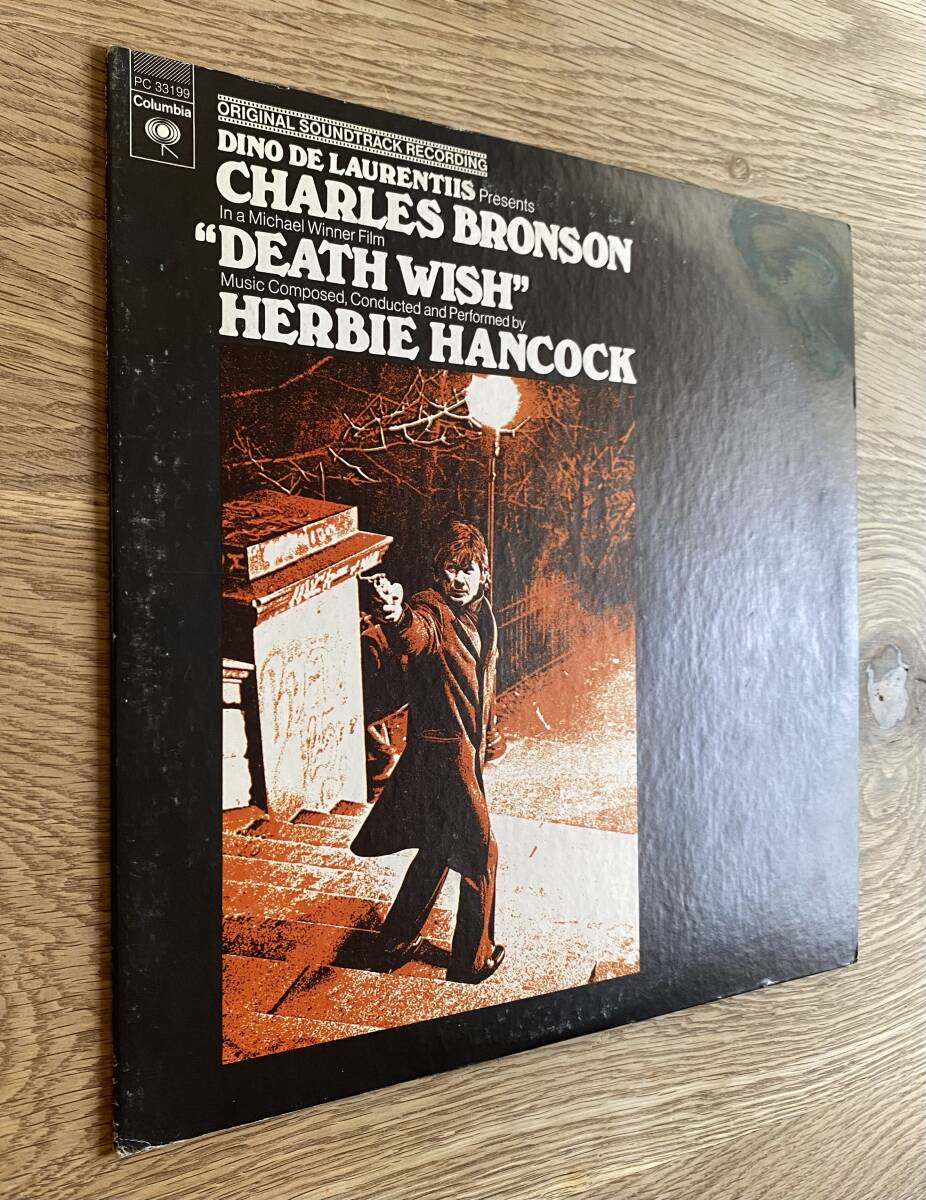 PC 33199
Columbia
ORIGINAL SOUNDTRACK RECORDING
DINO DE LAURENTIIS Presents
CHARLES BRONSON
In a Michael Winner Film
“DEATH WISH”
Music Composed, Conducted and Performed by
HERBIE HANCOCK